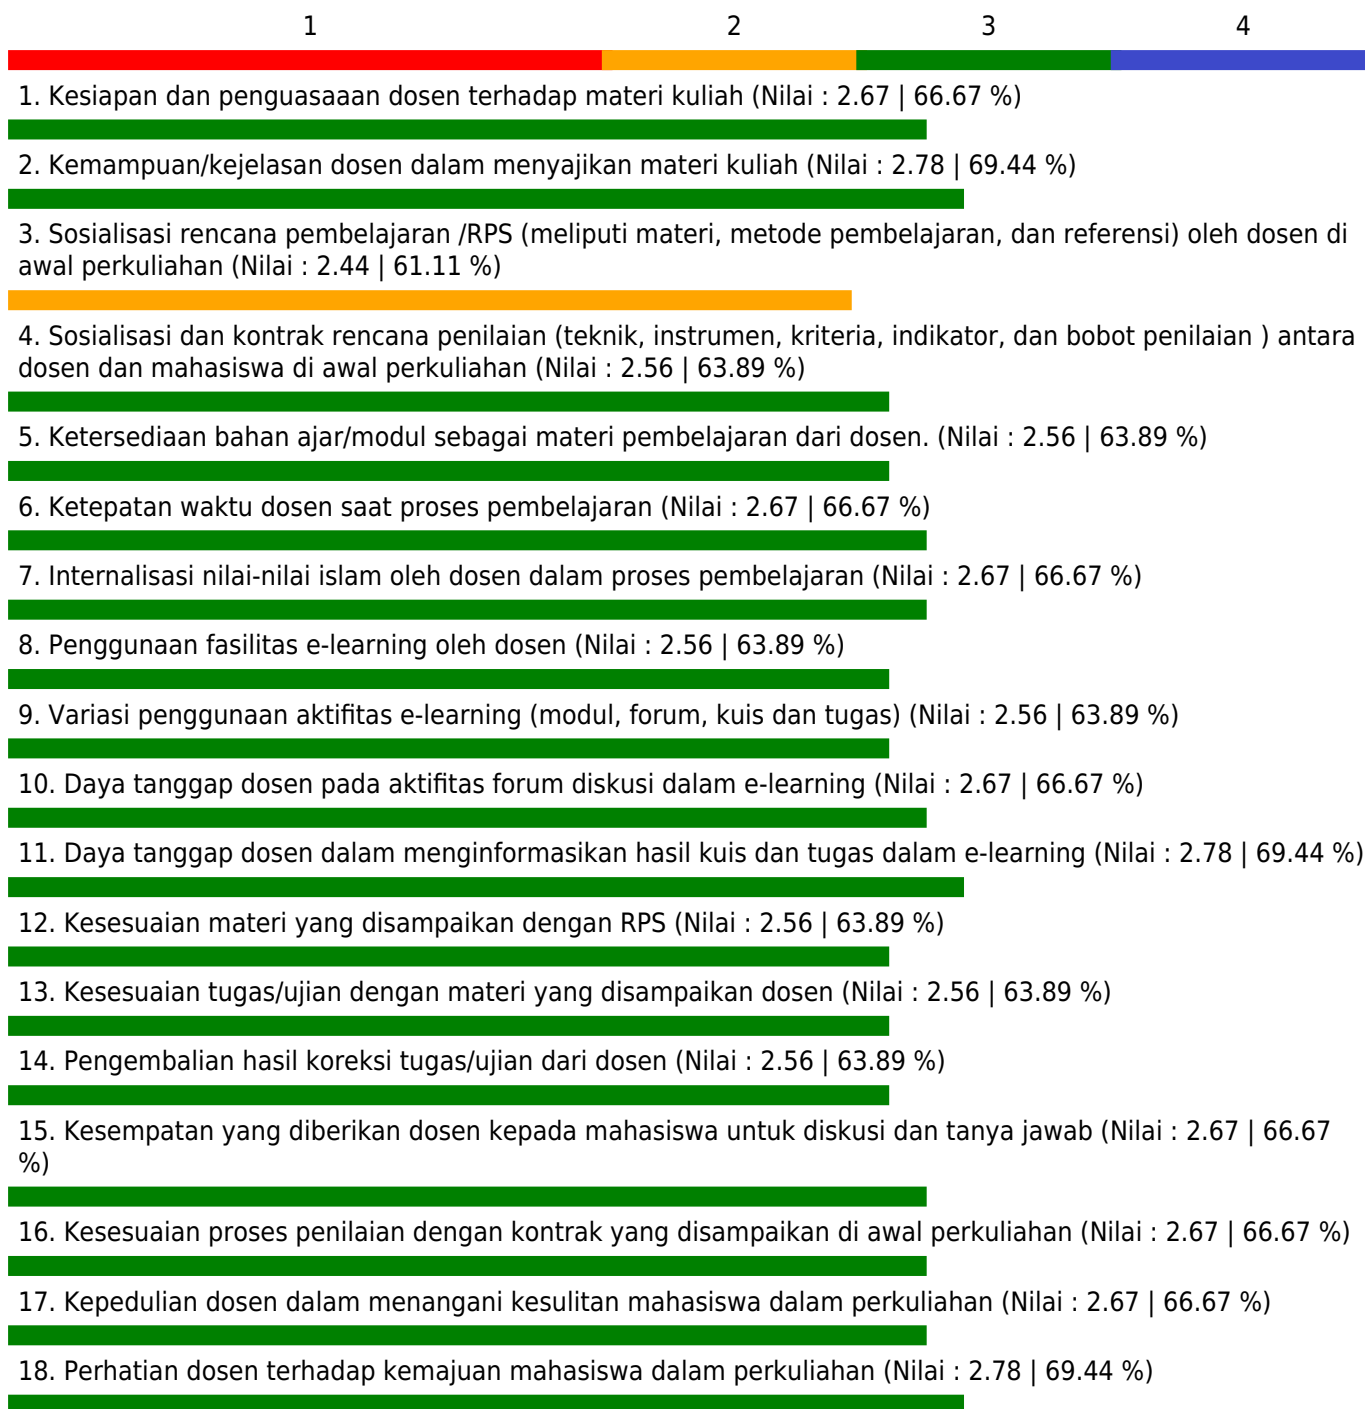 1 2 3 4
1. Kesiapan dan penguasaaan dosen terhadap materi kuliah (Nilai : 2.67 | 66.67 %)
2. Kemampuan/kejelasan dosen dalam menyajikan materi kuliah (Nilai : 2.78 | 69.44 %)
3. Sosialisasi rencana pembelajaran /RPS (meliputi materi, metode pembelajaran, dan referensi) oleh dosen di
awal perkuliahan (Nilai : 2.44 | 61.11 %)
4. Sosialisasi dan kontrak rencana penilaian (teknik, instrumen, kriteria, indikator, dan bobot penilaian ) antara
dosen dan mahasiswa di awal perkuliahan (Nilai : 2.56 | 63.89 %)
5. Ketersediaan bahan ajar/modul sebagai materi pembelajaran dari dosen. (Nilai : 2.56 | 63.89 %)
6. Ketepatan waktu dosen saat proses pembelajaran (Nilai : 2.67 | 66.67 %)
7. Internalisasi nilai-nilai islam oleh dosen dalam proses pembelajaran (Nilai : 2.67 | 66.67 %)
8. Penggunaan fasilitas e-learning oleh dosen (Nilai : 2.56 | 63.89 %)
9. Variasi penggunaan aktifitas e-learning (modul, forum, kuis dan tugas) (Nilai : 2.56 | 63.89 %)
10. Daya tanggap dosen pada aktifitas forum diskusi dalam e-learning (Nilai : 2.67 | 66.67 %)
11. Daya tanggap dosen dalam menginformasikan hasil kuis dan tugas dalam e-learning (Nilai : 2.78 | 69.44 %)
12. Kesesuaian materi yang disampaikan dengan RPS (Nilai : 2.56 | 63.89 %)
13. Kesesuaian tugas/ujian dengan materi yang disampaikan dosen (Nilai : 2.56 | 63.89 %)
14. Pengembalian hasil koreksi tugas/ujian dari dosen (Nilai : 2.56 | 63.89 %)
15. Kesempatan yang diberikan dosen kepada mahasiswa untuk diskusi dan tanya jawab (Nilai : 2.67 | 66.67
%)
16. Kesesuaian proses penilaian dengan kontrak yang disampaikan di awal perkuliahan (Nilai : 2.67 | 66.67 %)
17. Kepedulian dosen dalam menangani kesulitan mahasiswa dalam perkuliahan (Nilai : 2.67 | 66.67 %)
18. Perhatian dosen terhadap kemajuan mahasiswa dalam perkuliahan (Nilai : 2.78 | 69.44 %)